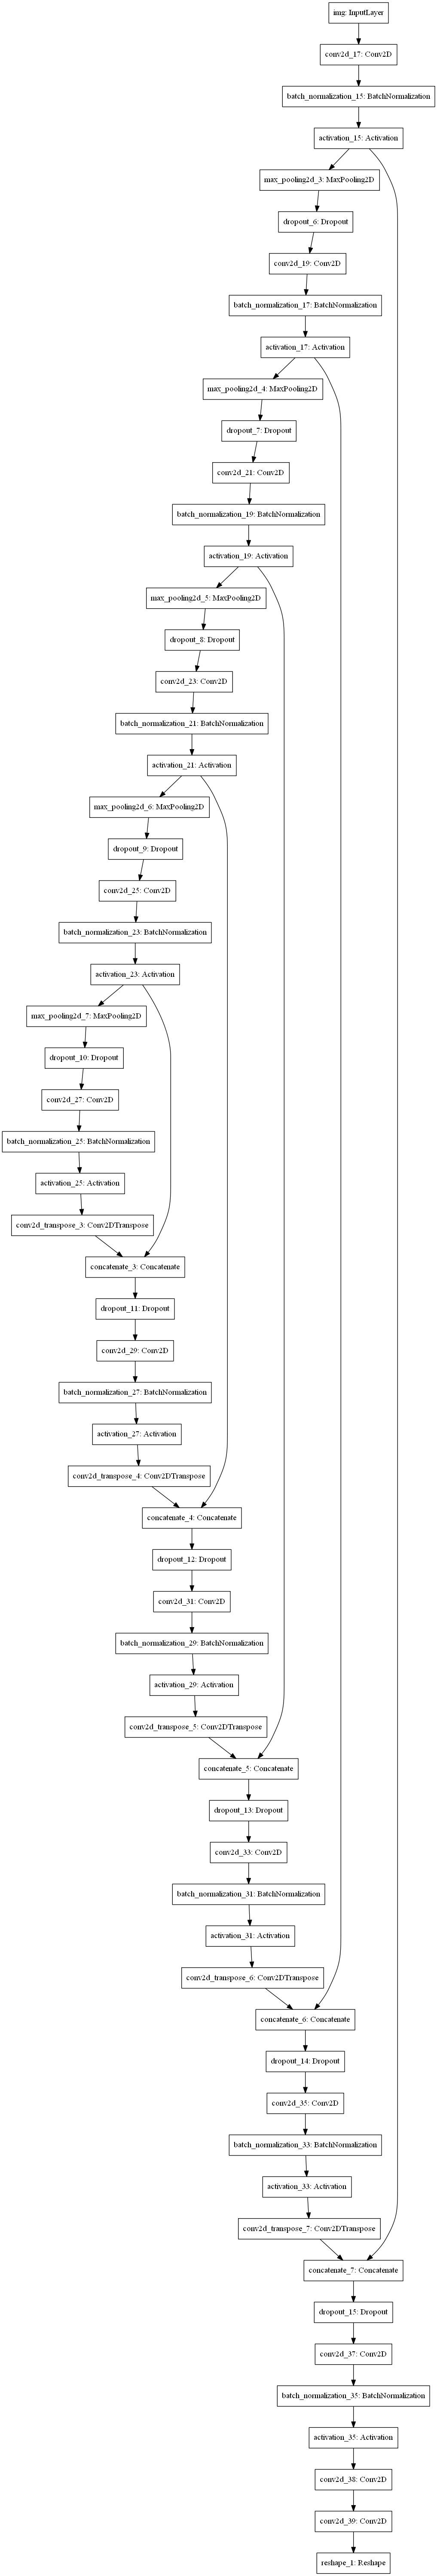 img: InputLayer
conv2d_17: Conv2D
batch_normalization_15: BatchNormalization
activation_15: Activation
max_pooling2d_3: MaxPooling2D
dropout_6: Dropout
conv2d_19: Conv2D
batch_normalization_17: BatchNormalization
activation_17: Activation
max_pooling2d_4: MaxPooling2D
dropout_7: Dropout
conv2d_21: Conv2D
batch_normalization_19: BatchNormalization
activation_19: Activation
max_pooling2d_5: MaxPooling2D
dropout_8: Dropout
conv2d_23: Conv2D
batch_normalization_21: BatchNormalization
activation_21: Activation
max_pooling2d_6: MaxPooling2D
dropout_9: Dropout
conv2d_25: Conv2D
batch_normalization_23: BatchNormalization
activation_23: Activation
max_pooling2d_7: MaxPooling2D
dropout_10: Dropout
conv2d_27: Conv2D
batch_normalization_25: BatchNormalization
activation_25: Activation
conv2d_transpose_3: Conv2DTranspose
concatenate_3: Concatenate
dropout_11: Dropout
conv2d_29: Conv2D
batch_normalization_27: BatchNormalization
activation_27: Activation
conv2d_transpose_4: Conv2DTranspose
concatenate_4: Concatenate
dropout_12: Dropout
conv2d_31: Conv2D
batch_normalization_29: BatchNormalization
activation_29: Activation
conv2d_transpose_5: Conv2DTranspose
concatenate_5: Concatenate
dropout_13: Dropout
conv2d_33: Conv2D
batch_normalization_31: BatchNormalization
activation_31: Activation
conv2d_transpose_6: Conv2DTranspose
concatenate_6: Concatenate
dropout_14: Dropout
conv2d_35: Conv2D
batch_normalization_33: BatchNormalization
activation_33: Activation
conv2d_transpose_7: Conv2DTranspose
concatenate_7: Concatenate
dropout_15: Dropout
conv2d_37: Conv2D
batch_normalization_35: BatchNormalization
activation_35: Activation
conv2d_38: Conv2D
conv2d_39: Conv2D
reshape_1: Reshape